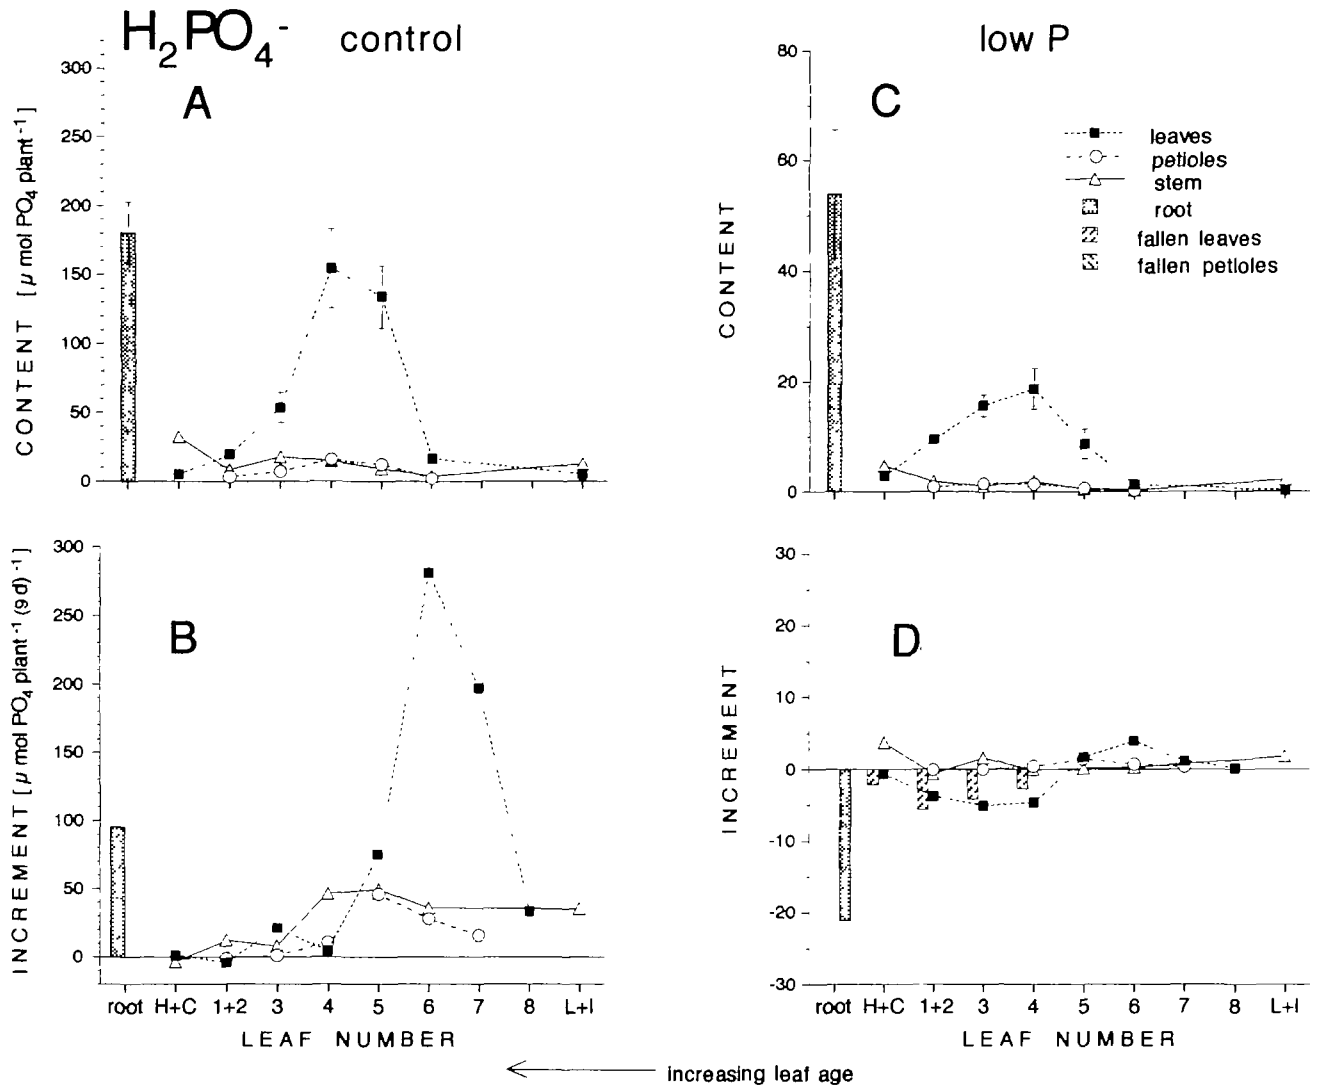 H2PO4- control
low P
A
300
250
200
150
100
50
0
CONTENT [µ mol PO4 plant-1]
C
80
60
40
20
0
CONTENT
leaves
petioles
stem
root
fallen leaves
fallen petioles
B
300
250
200
150
100
50
0
INCREMENT [µ mol PO4 plant-1 (9d)-1]
root H+C 1+2 3 4 5 6 7 8 L+I
LEAF NUMBER
D
30
20
10
0
-10
-20
-30
INCREMENT
root H+C 1+2 3 4 5 6 7 8 L+I
LEAF NUMBER
increasing leaf age